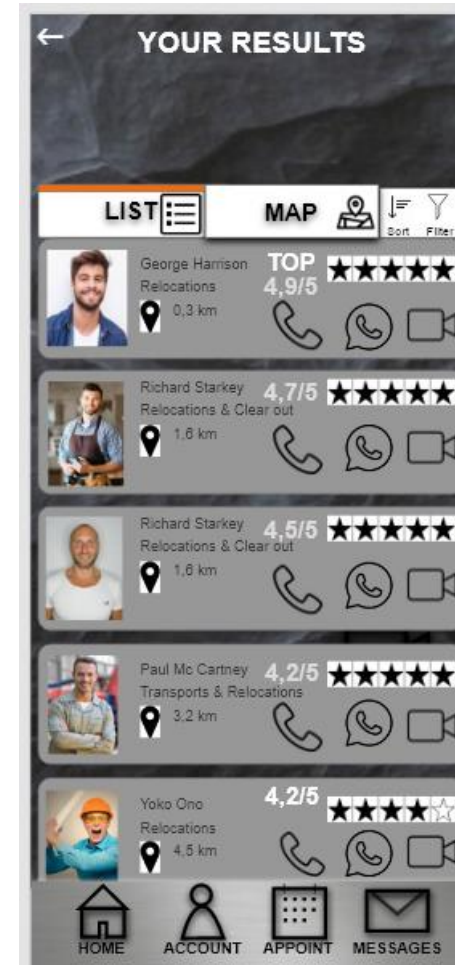 YOUR RESULTS
LIST
MAP
Sort Filter
George Harrison
Relocations
0,3 km
TOP
4,9/5
Richard Starkey
Relocations & Clear out
1,6 km
4,7/5
Richard Starkey
Relocations & Clear out
1,6 km
4,5/5
Paul Mc Cartney
Transports & Relocations
3,2 km
4,2/5
Yoko Ono
Relocations
4,5 km
4,2/5
HOME ACCOUNT APPOINT MESSAGES